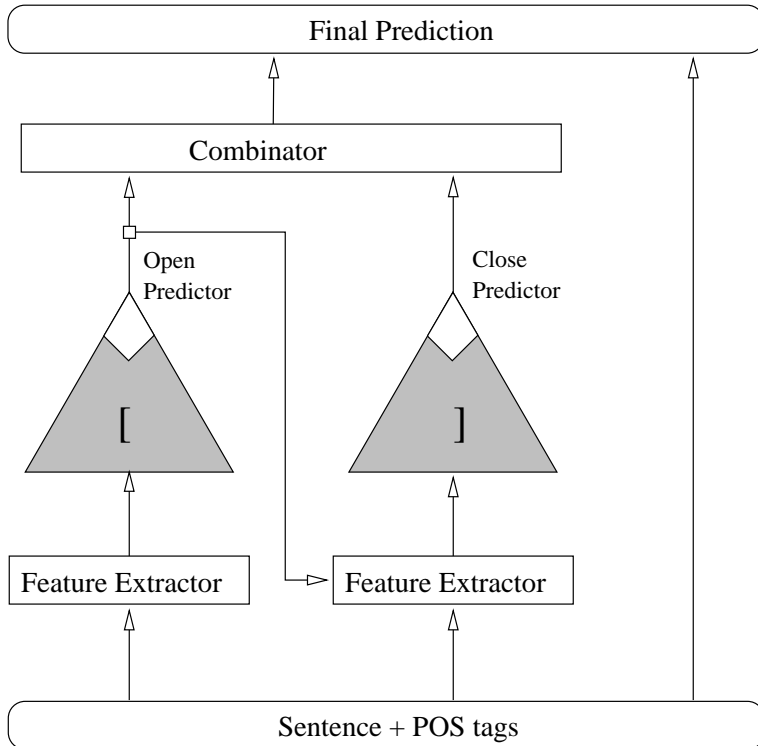 Final Prediction
Combinator
Open
Predictor
Close
Predictor
[
]
Feature Extractor
Feature Extractor
Sentence + POS tags